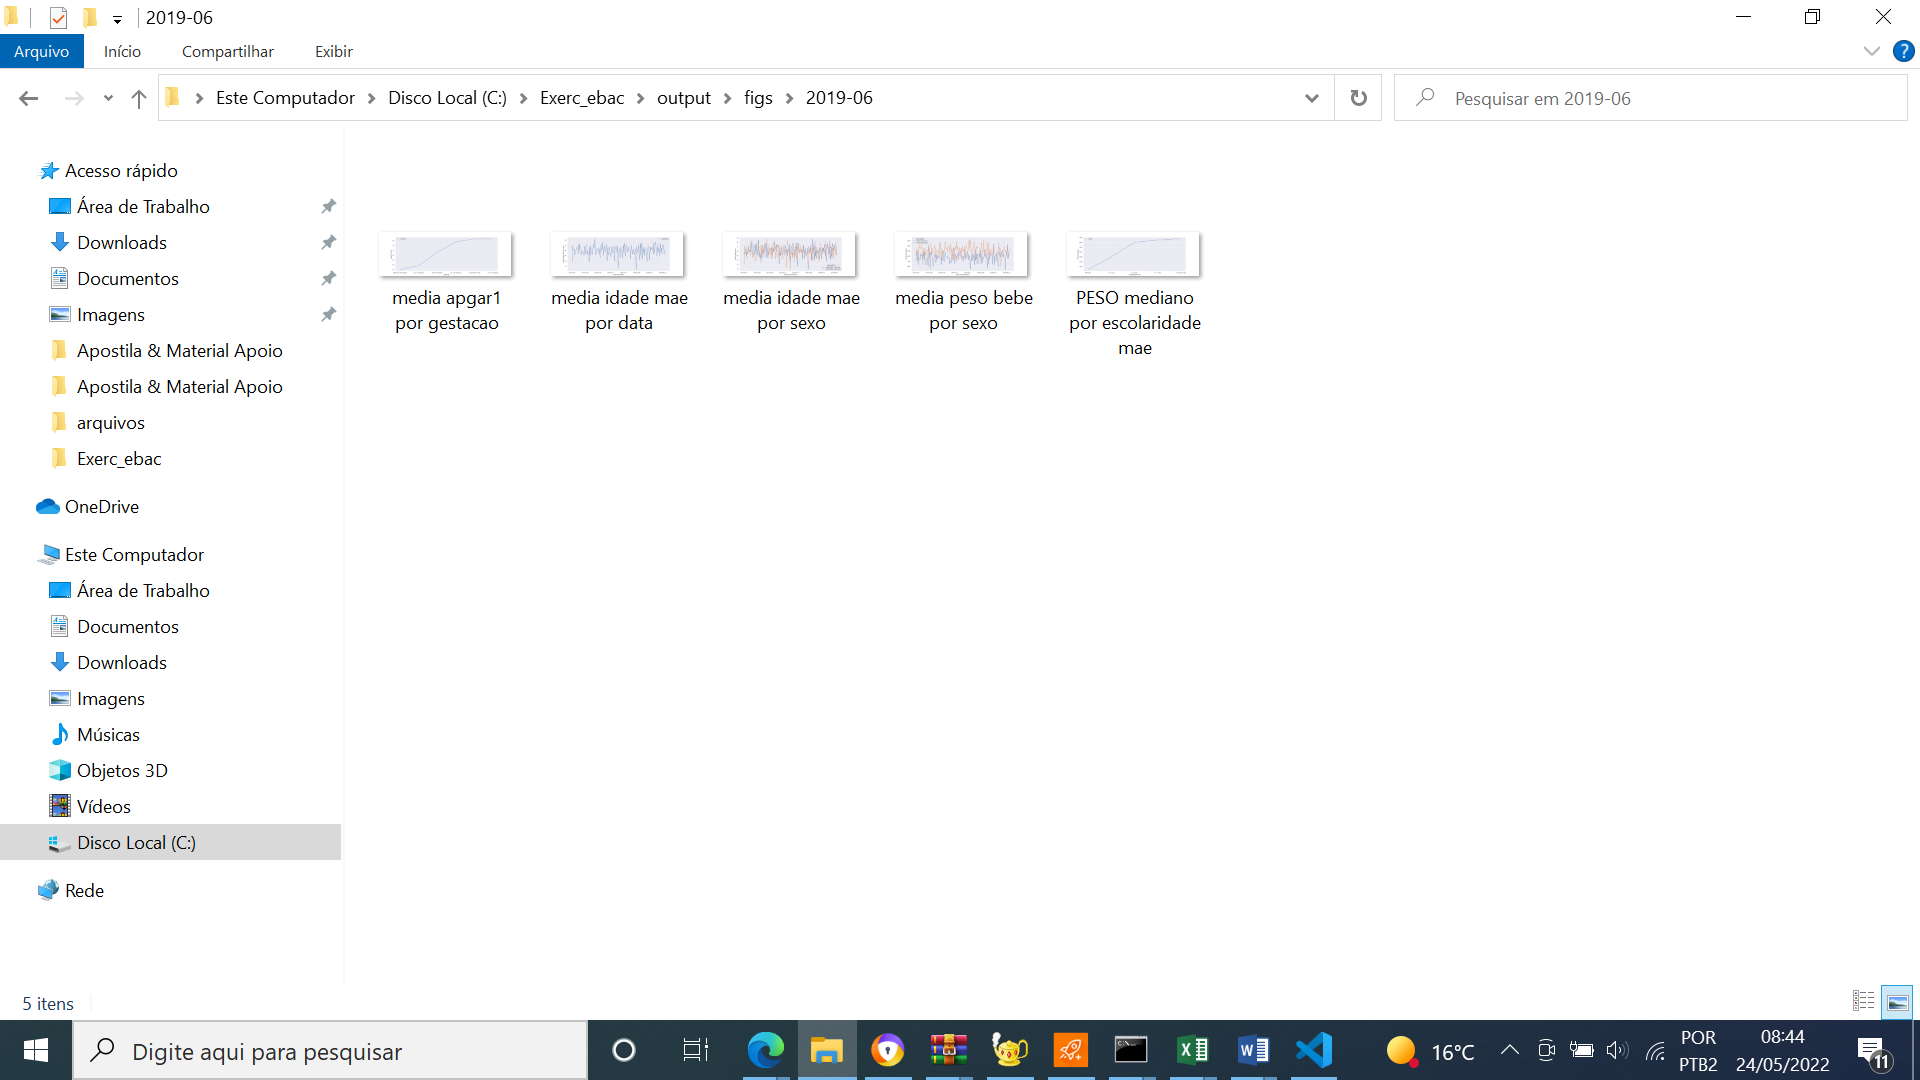 2019-06
Arquivo
Início
Compartilhar
Exibir
Este Computador
Disco Local (C:)
Exerc_ebac
output
figs
2019-06
Pesquisar em 2019-06
Acesso rápido
Área de Trabalho
Downloads
Documentos
Imagens
Apostila & Material Apoio
Apostila & Material Apoio
arquivos
Exerc_ebac
OneDrive
Este Computador
Área de Trabalho
Documentos
Downloads
Imagens
Músicas
Objetos 3D
Vídeos
Disco Local (C:)
Rede
media apgar1
por gestacao
media idade mae
por data
media idade mae
por sexo
media peso bebe
por sexo
PESO mediano
por escolaridade
mae
5 itens
Digite aqui para pesquisar
16°C
POR
PTB2
08:44
24/05/2022
11